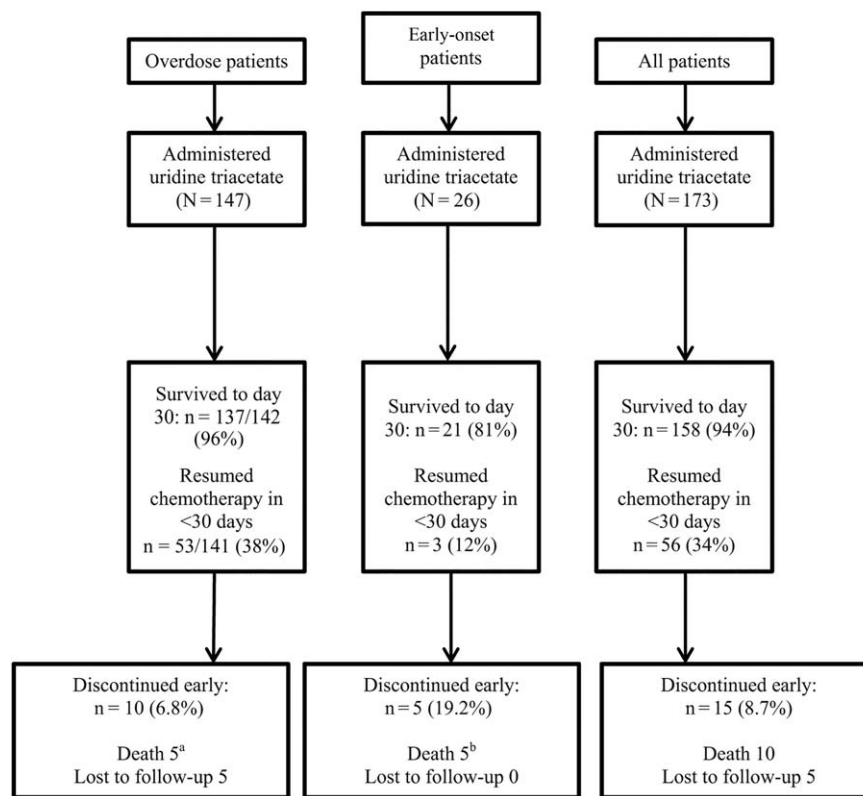 Overdose patients
Early-onset
patients
All patients
Administered
uridine triacetate
(N = 147)
Administered
uridine triacetate
(N = 26)
Administered
uridine triacetate
(N = 173)
Survived to day
30: n = 137/142
(96%)
Resumed
chemotherapy in
<30 days
n = 53/141 (38%)
Survived to day
30: n = 21 (81%)
Resumed
chemotherapy in
<30 days
n = 3 (12%)
Survived to day
30: n = 158 (94%)
Resumed
chemotherapy in
<30 days
n = 56 (34%)
Discontinued early:
n = 10 (6.8%)
Death 5ᵃ
Lost to follow-up 5
Discontinued early:
n = 5 (19.2%)
Death 5ᵇ
Lost to follow-up 0
Discontinued early:
n = 15 (8.7%)
Death 10
Lost to follow-up 5